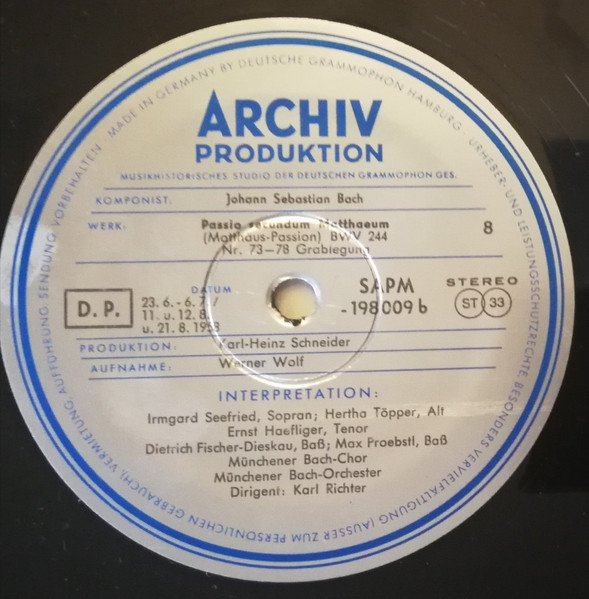 MADE IN GERMANY BY DEUTSCHE GRAMMOPHON HAMBURG . URHEBER- UND LEISTUNGSSCHUTZRECHTE BESONDERS VERVIELFÄLTIGUNG (AUSSER ZUM PERSÖNLICHEN GEBRAUCH), VERMIETUNG, AUFFÜHRUNG, SENDUNG, VORBEHALTEN .
ARCHIV
PRODUKTION
MUSIKHISTORISCHES STUDIO DER DEUTSCHEN GRAMMOPHON GES.
KOMPONIST: Johann Sebastian Bach
WERK: Passio secundum Matthaeum 8
(Matthäus-Passion) BWV 244
Nr. 73—78 Grablegung
DATUM SAPM STEREO
D. P. 23. 6. - 6. 7. / - 198 009 b ST 33
11. u. 12. 8.
u. 21. 8. 1958
PRODUKTION: Karl-Heinz Schneider
AUFNAHME: Werner Wolf
INTERPRETATION:
Irmgard Seefried, Sopran; Hertha Töpper, Alt
Ernst Haefliger, Tenor
Dietrich Fischer-Dieskau, Baß; Max Proebstl, Baß
Münchener Bach-Chor
Münchener Bach-Orchester
Dirigent: Karl Richter